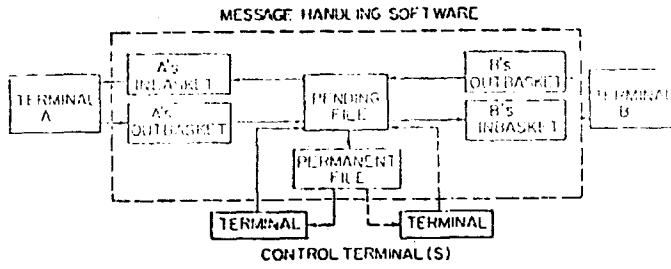 MESSAGE HANDLING SOFTWARE
TERMINAL
A
A's
INBASKET
A's
OUTBASKET
PENDING
FILE
PERMANENT
FILE
B's
OUTBASKET
B's
INBASKET
TERMINAL
B
TERMINAL
TERMINAL
CONTROL TERMINAL(S)